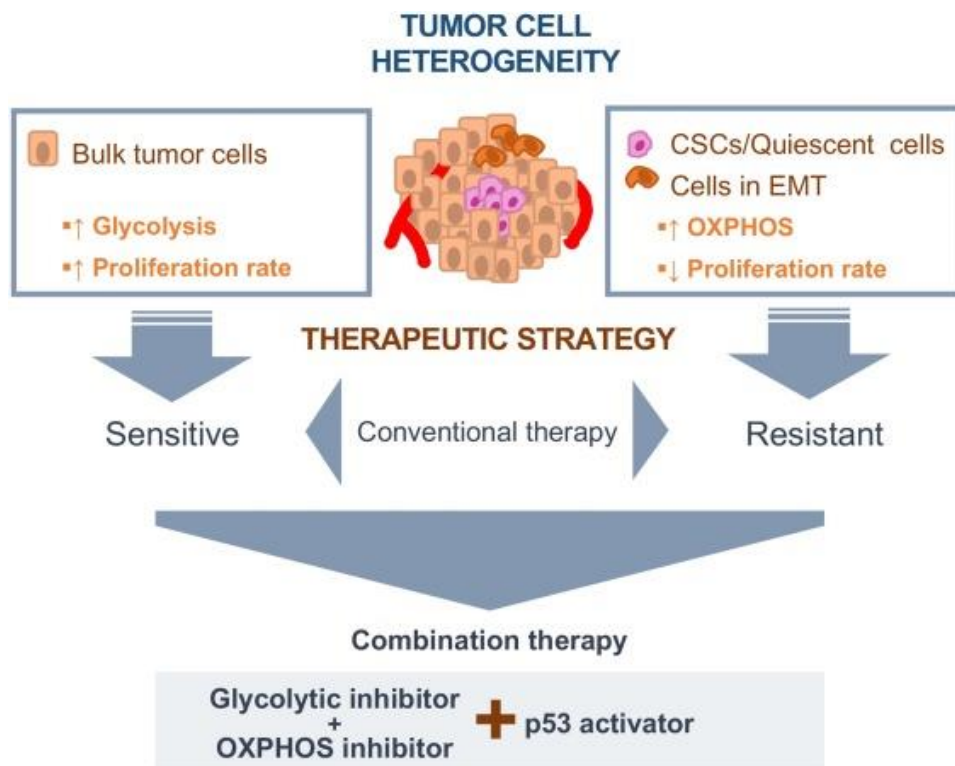 TUMOR CELL
HETEROGENEITY
Bulk tumor cells
▪↑ Glycolysis
▪↑ Proliferation rate
CSCs/Quiescent cells
Cells in EMT
▪↑ OXPHOS
▪↓ Proliferation rate
THERAPEUTIC STRATEGY
Sensitive
Conventional therapy
Resistant
Combination therapy
Glycolytic inhibitor
+
OXPHOS inhibitor
+ p53 activator